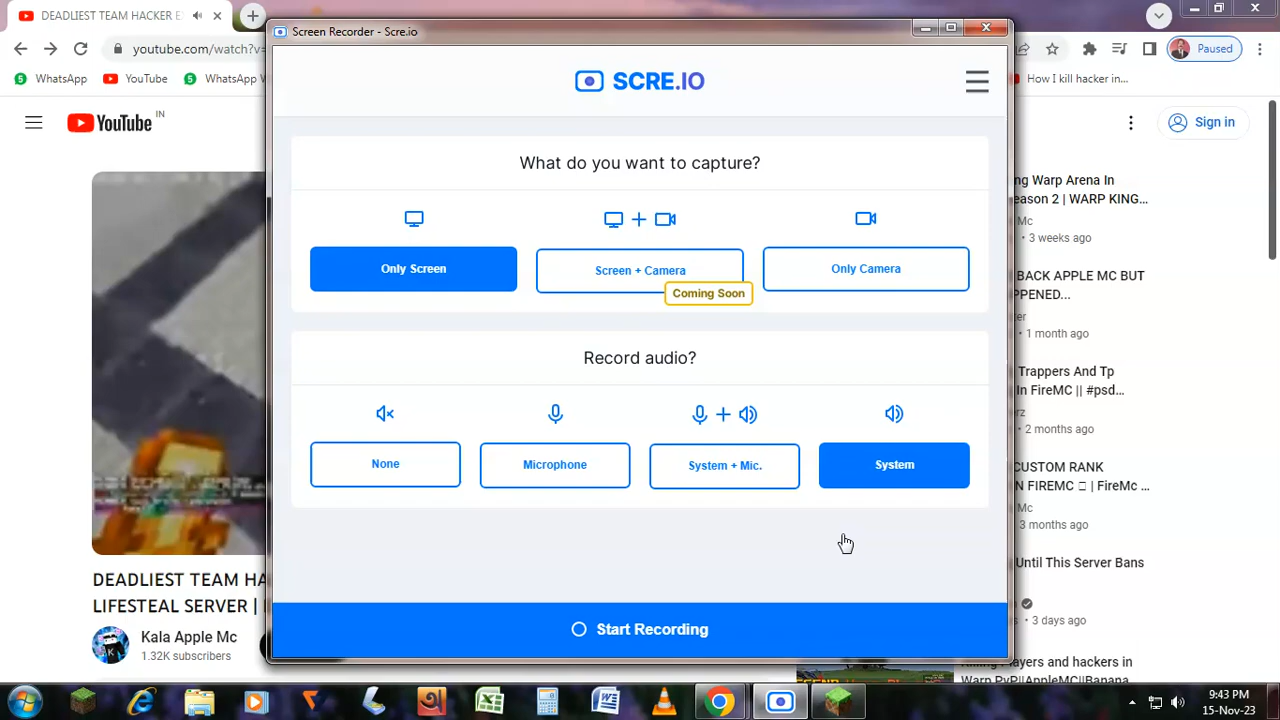 DEADLIEST TEAM HACKER E
Screen Recorder - Scre.io
youtube.com/watch?v=
Paused
WhatsApp
YouTube
WhatsApp W
How I kill hacker in...
SCRE.IO
YouTube IN
Sign in
What do you want to capture?
Only Screen
Screen + Camera
Only Camera
Coming Soon
Record audio?
None
Microphone
System + Mic.
System
Start Recording
ng Warp Arena In
eason 2 | WARP KING...
Mc
• 3 weeks ago
BACK APPLE MC BUT
PPENED...
ter
• 1 month ago
Trappers And Tp
In FireMC || #psd...
rz
• 2 months ago
CUSTOM RANK
IN FIREMC | FireMc ...
Mc
• 3 months ago
Until This Server Bans
• 3 days ago
Players and hackers in
Warp PvP||AppleMC||Banana
DEADLIEST TEAM HA
LIFESTEAL SERVER |
Kala Apple Mc
1.32K subscribers
9:43 PM
15-Nov-23